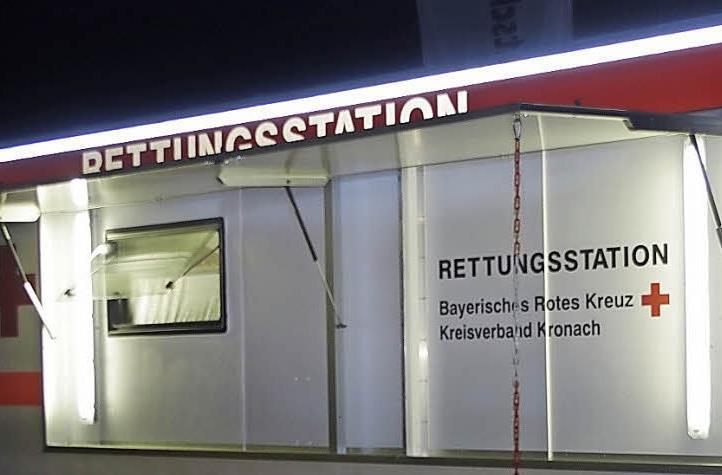 RETTUNGSSTATION
RETTUNGSSTATION
Bayerisches Rotes Kreuz
Kreisverband Kronach